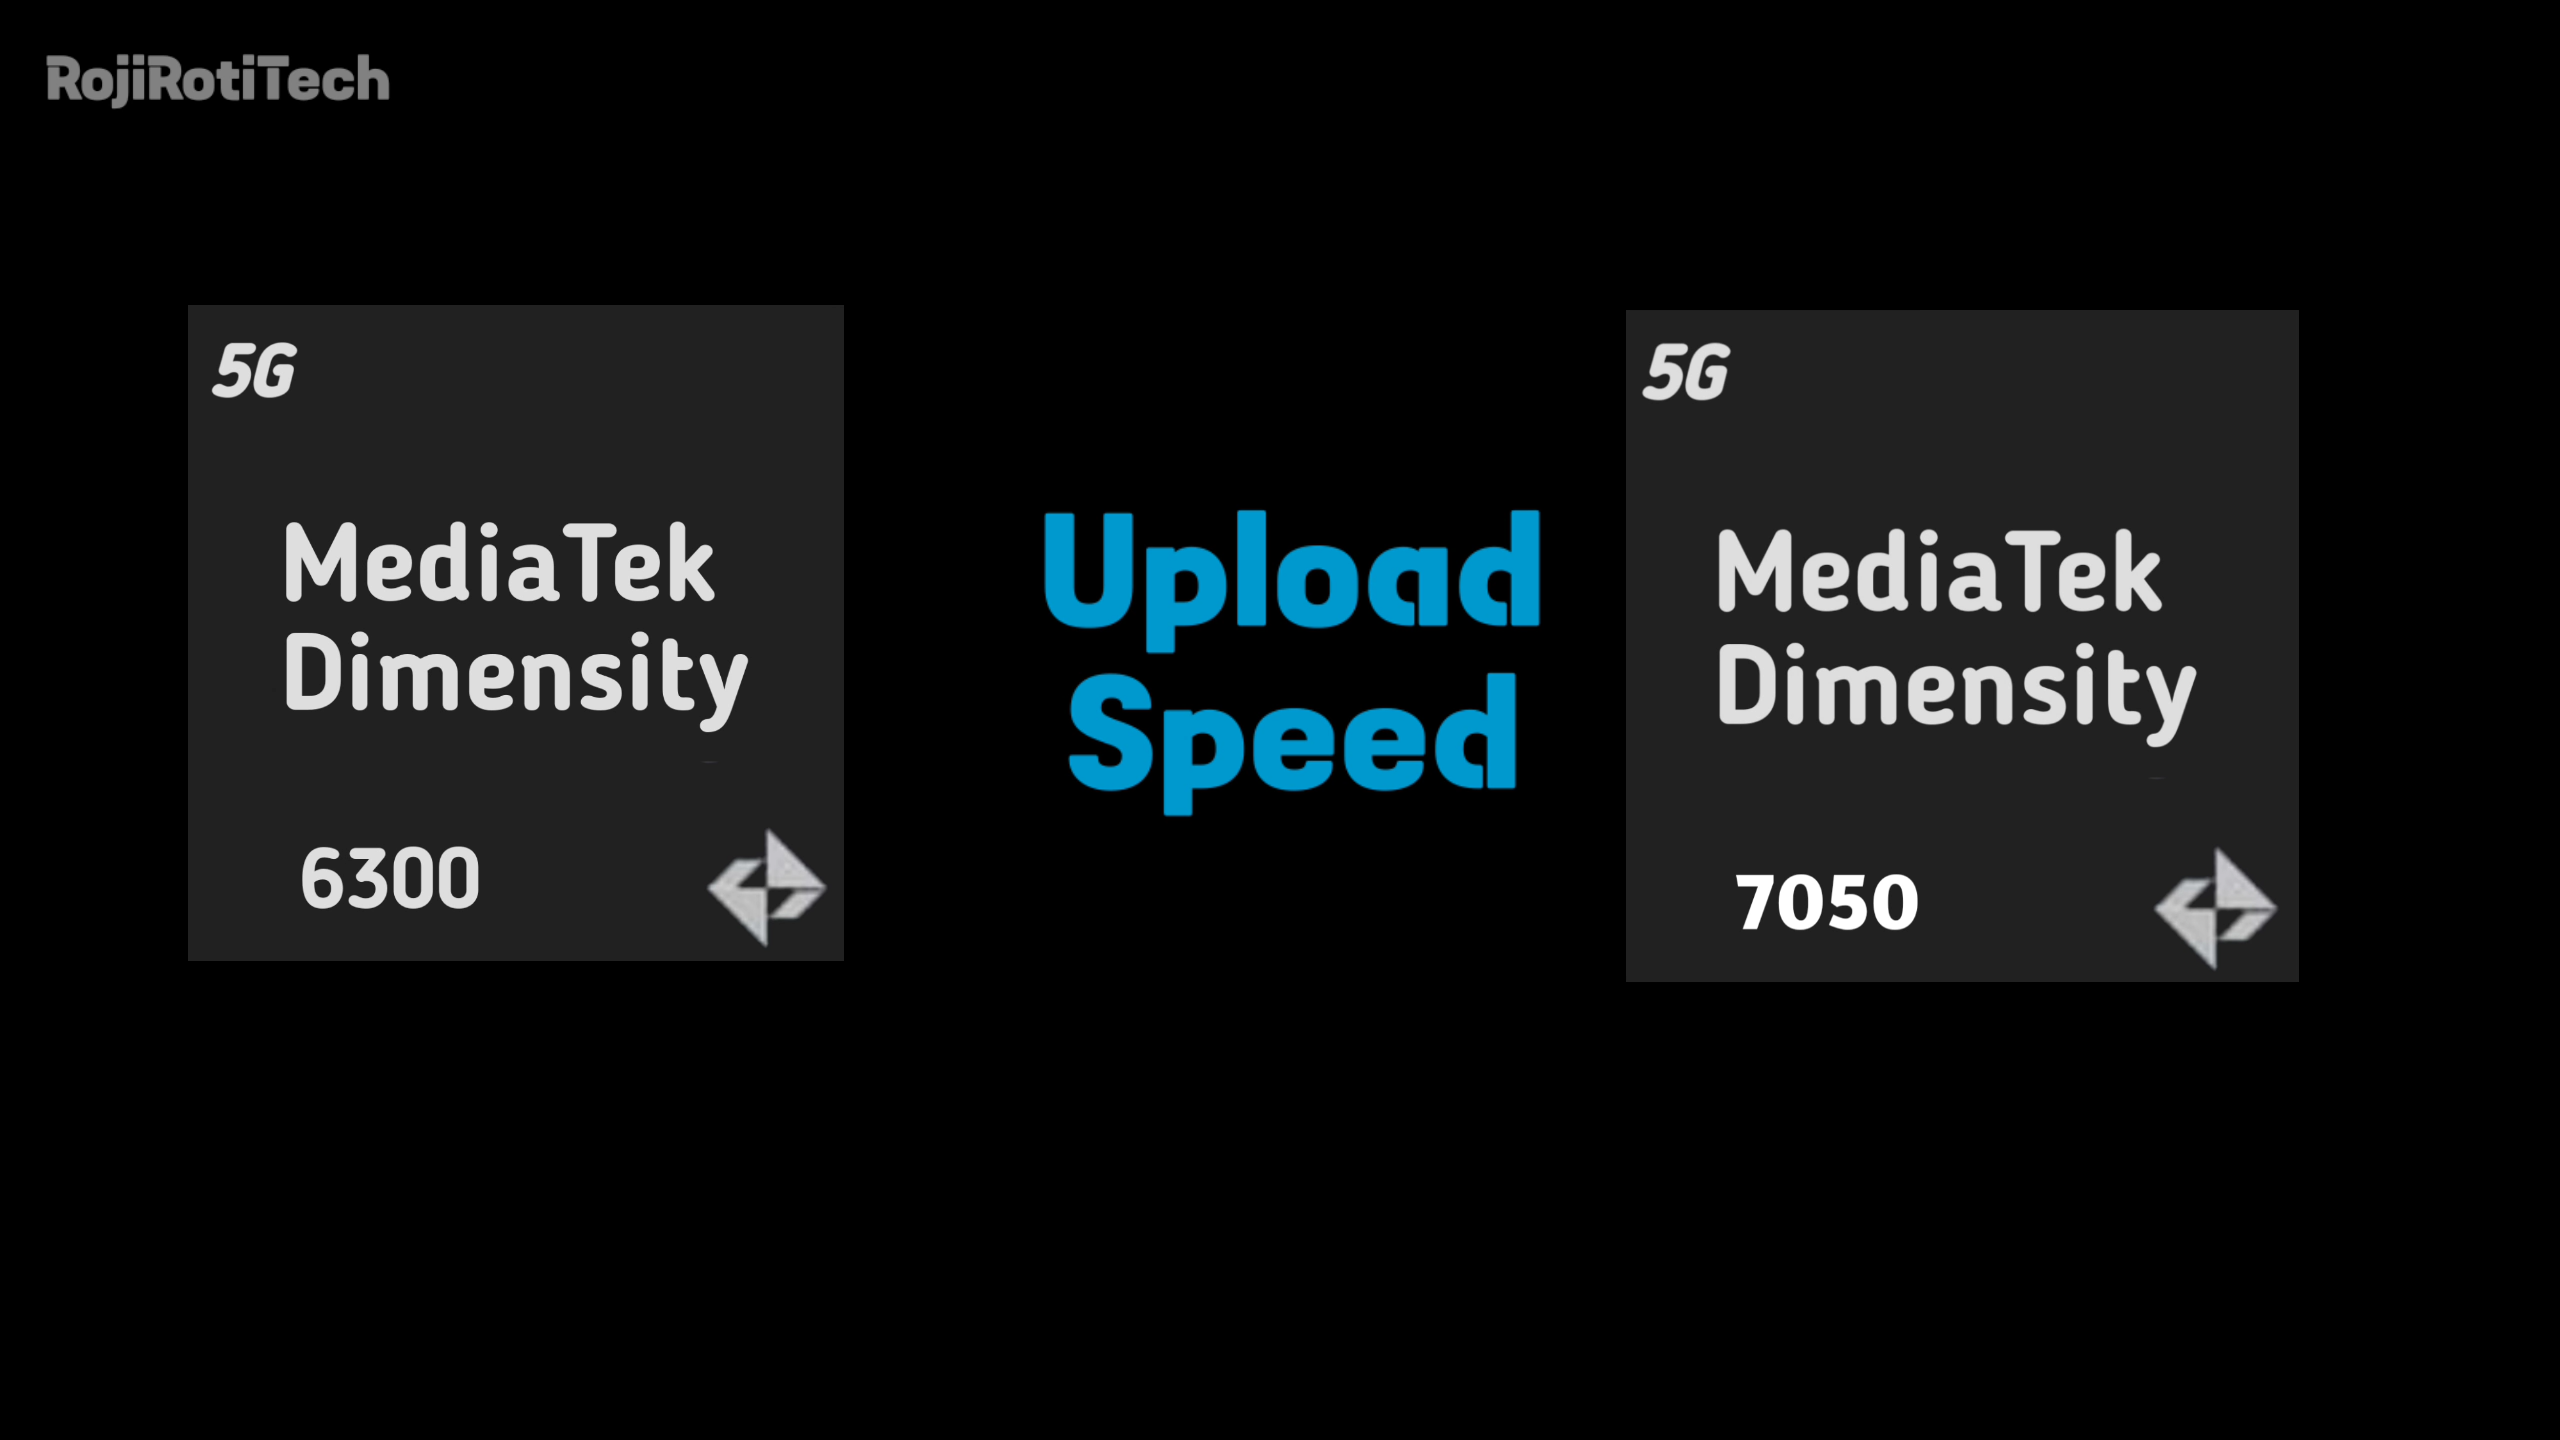 RojiRotiTech
5G
MediaTek
Dimensity
6300
Upload
Speed
5G
MediaTek
Dimensity
7050